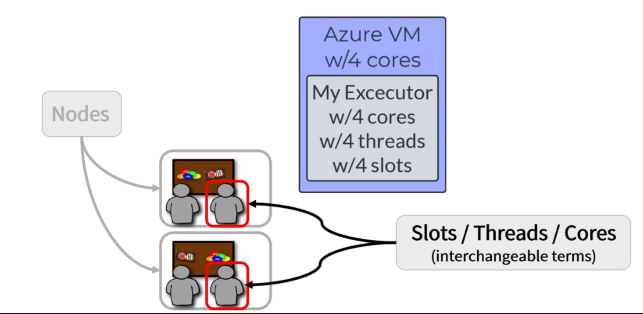 Azure VM
w/4 cores
My Excecutor
w/4 cores
w/4 threads
w/4 slots
Nodes
Slots / Threads / Cores
(interchangeable terms)